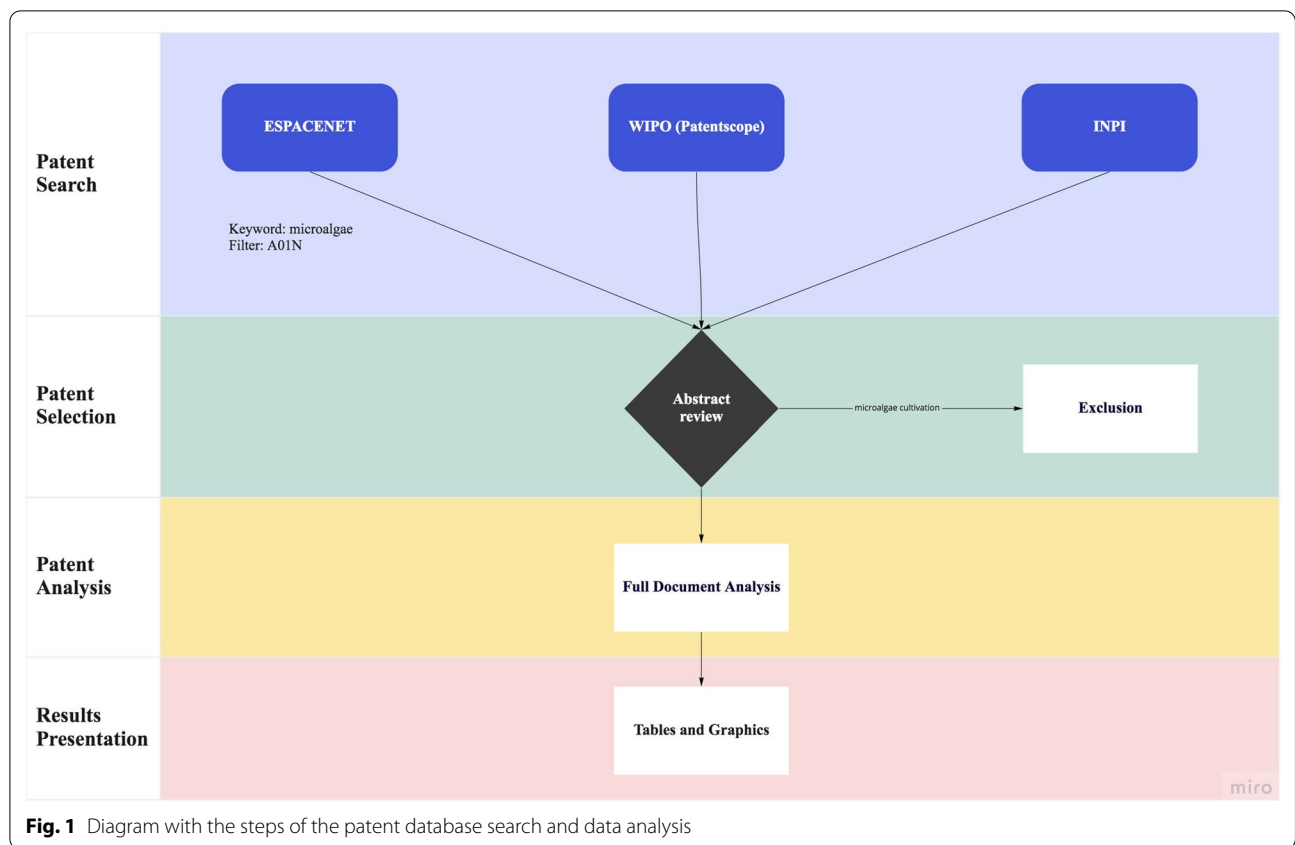 Patent
Search
ESPACENET
WIPO (Patentscope)
INPI
Keyword: microalgae
Filter: A01N
Patent
Selection
Abstract
review
microalgae cultivation
Exclusion
Patent
Analysis
Full Document Analysis
Results
Presentation
Tables and Graphics
miro
Fig. 1 Diagram with the steps of the patent database search and data analysis